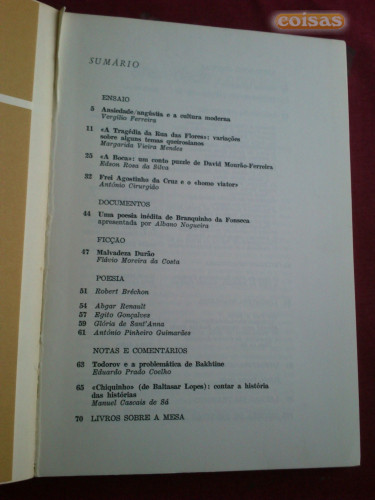 coisas
SUMÁRIO
ENSAIO
5 Ansiedade/angústia e a cultura moderna
Vergílio Ferreira
11 «A Tragédia da Rua das Flores»: variações
sobre alguns temas queirosianos
Margarida Vieira Mendes
25 «A Boca»: um conto puzzle de David Mourão-Ferreira
Edson Rosa da Silva
32 Frei Agostinho da Cruz e o «homo viator»
António Cirurgião
DOCUMENTOS
44 Uma poesia inédita de Branquinho da Fonseca
apresentada por Albano Nogueira
FICÇÃO
47 Malvadeza Durão
Flávio Moreira da Costa
POESIA
51 Robert Bréchon
54 Abgar Renault
57 Egito Gonçalves
59 Glória de Sant'Anna
61 António Pinheiro Guimarães
NOTAS E COMENTÁRIOS
62 Todorov e a problemática de Bakhtine
Eduardo Prado Coelho
65 «Chiquinho» (de Baltasar Lopes): contar a história
das histórias
Manuel Cascais de Sá
70 LIVROS SOBRE A MESA